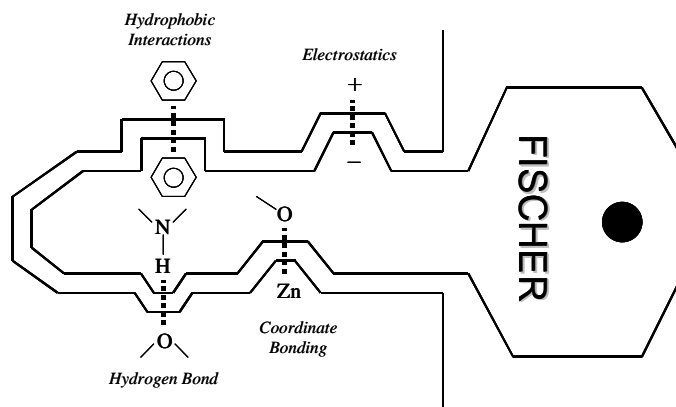 Hydrophobic
Interactions
Electrostatics
+
−
FISCHER
N
H
O
O
Zn
Coordinate
Bonding
Hydrogen Bond